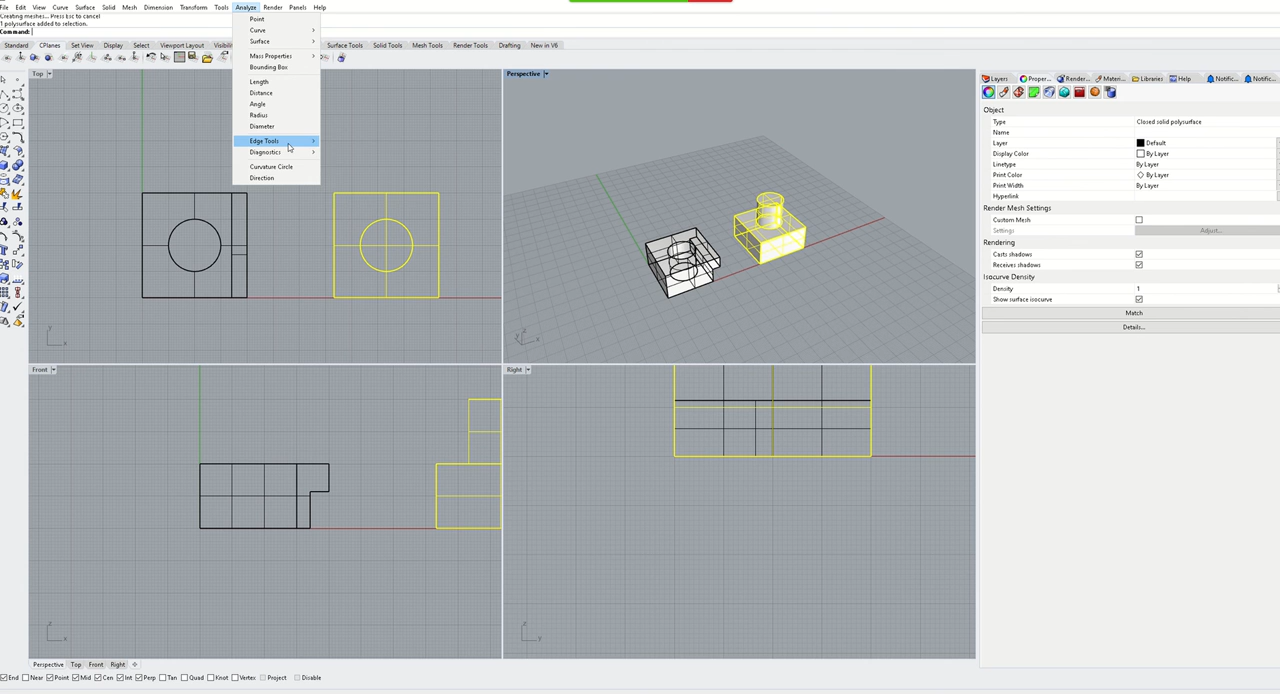 File Edit View Curve Surface Solid Mesh Dimension Transform Tools Analyze Render Panels Help
Creating meshes... Press Esc to cancel
1 polysurface added to selection.
Command:
Standard CPlanes Set View Display Select Viewport Layout Surface Tools Solid Tools Mesh Tools Render Tools Drafting New in V6
Point
Curve
Surface
Mass Properties
Bounding Box
Length
Distance
Angle
Radius
Diameter
Edge Tools
Diagnostics
Curvature Circle
Direction
Top
Perspective
Front
Right
y x
z y x
z x
z y
Layers Proper... Render... Materi... Libraries Help Notific... Notific...
Object
Type Closed solid polysurface
Name
Layer Default
Display Color By Layer
Linetype By Layer
Print Color By Layer
Print Width By Layer
Hyperlink
Render Mesh Settings
Custom Mesh
Settings Adjust...
Rendering
Casts shadows
Receives shadows
Isocurve Density
Density 1
Show surface isocurve
Match
Details...
Perspective Top Front Right
End Near Point Mid Cen Int Perp Tan Quad Knot Vertex Project Disable